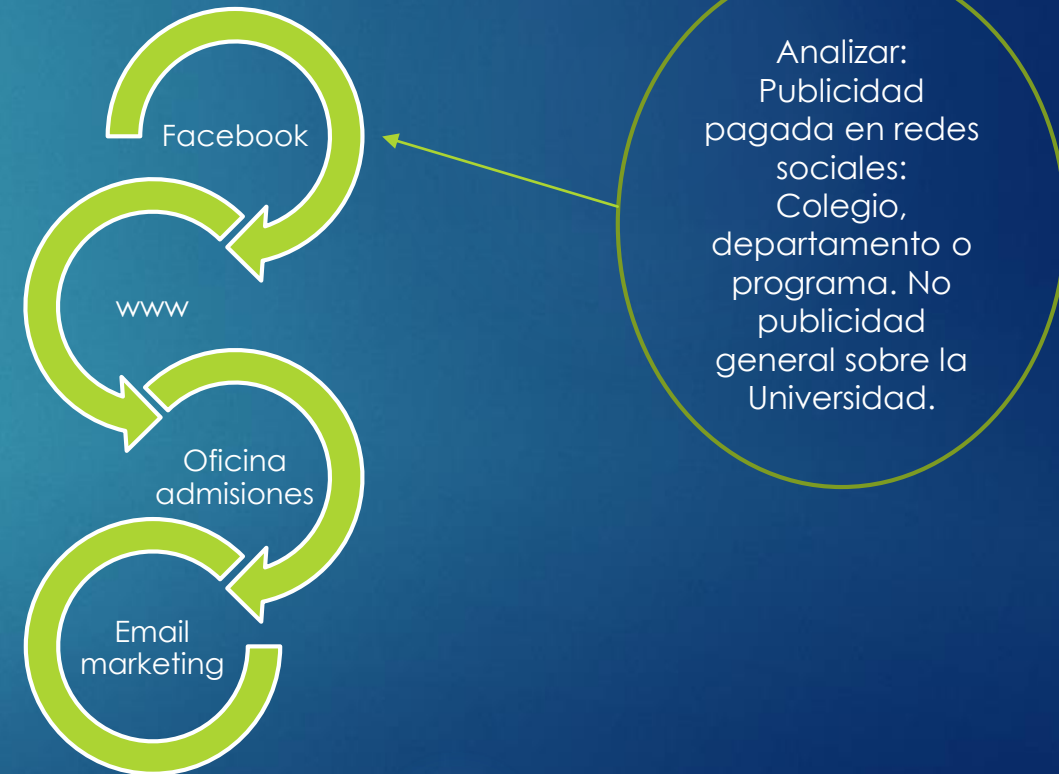 Facebook
www
Oficina
admisiones
Email
marketing
Analizar:
Publicidad
pagada en redes
sociales:
Colegio,
departamento o
programa. No
publicidad
general sobre la
Universidad.